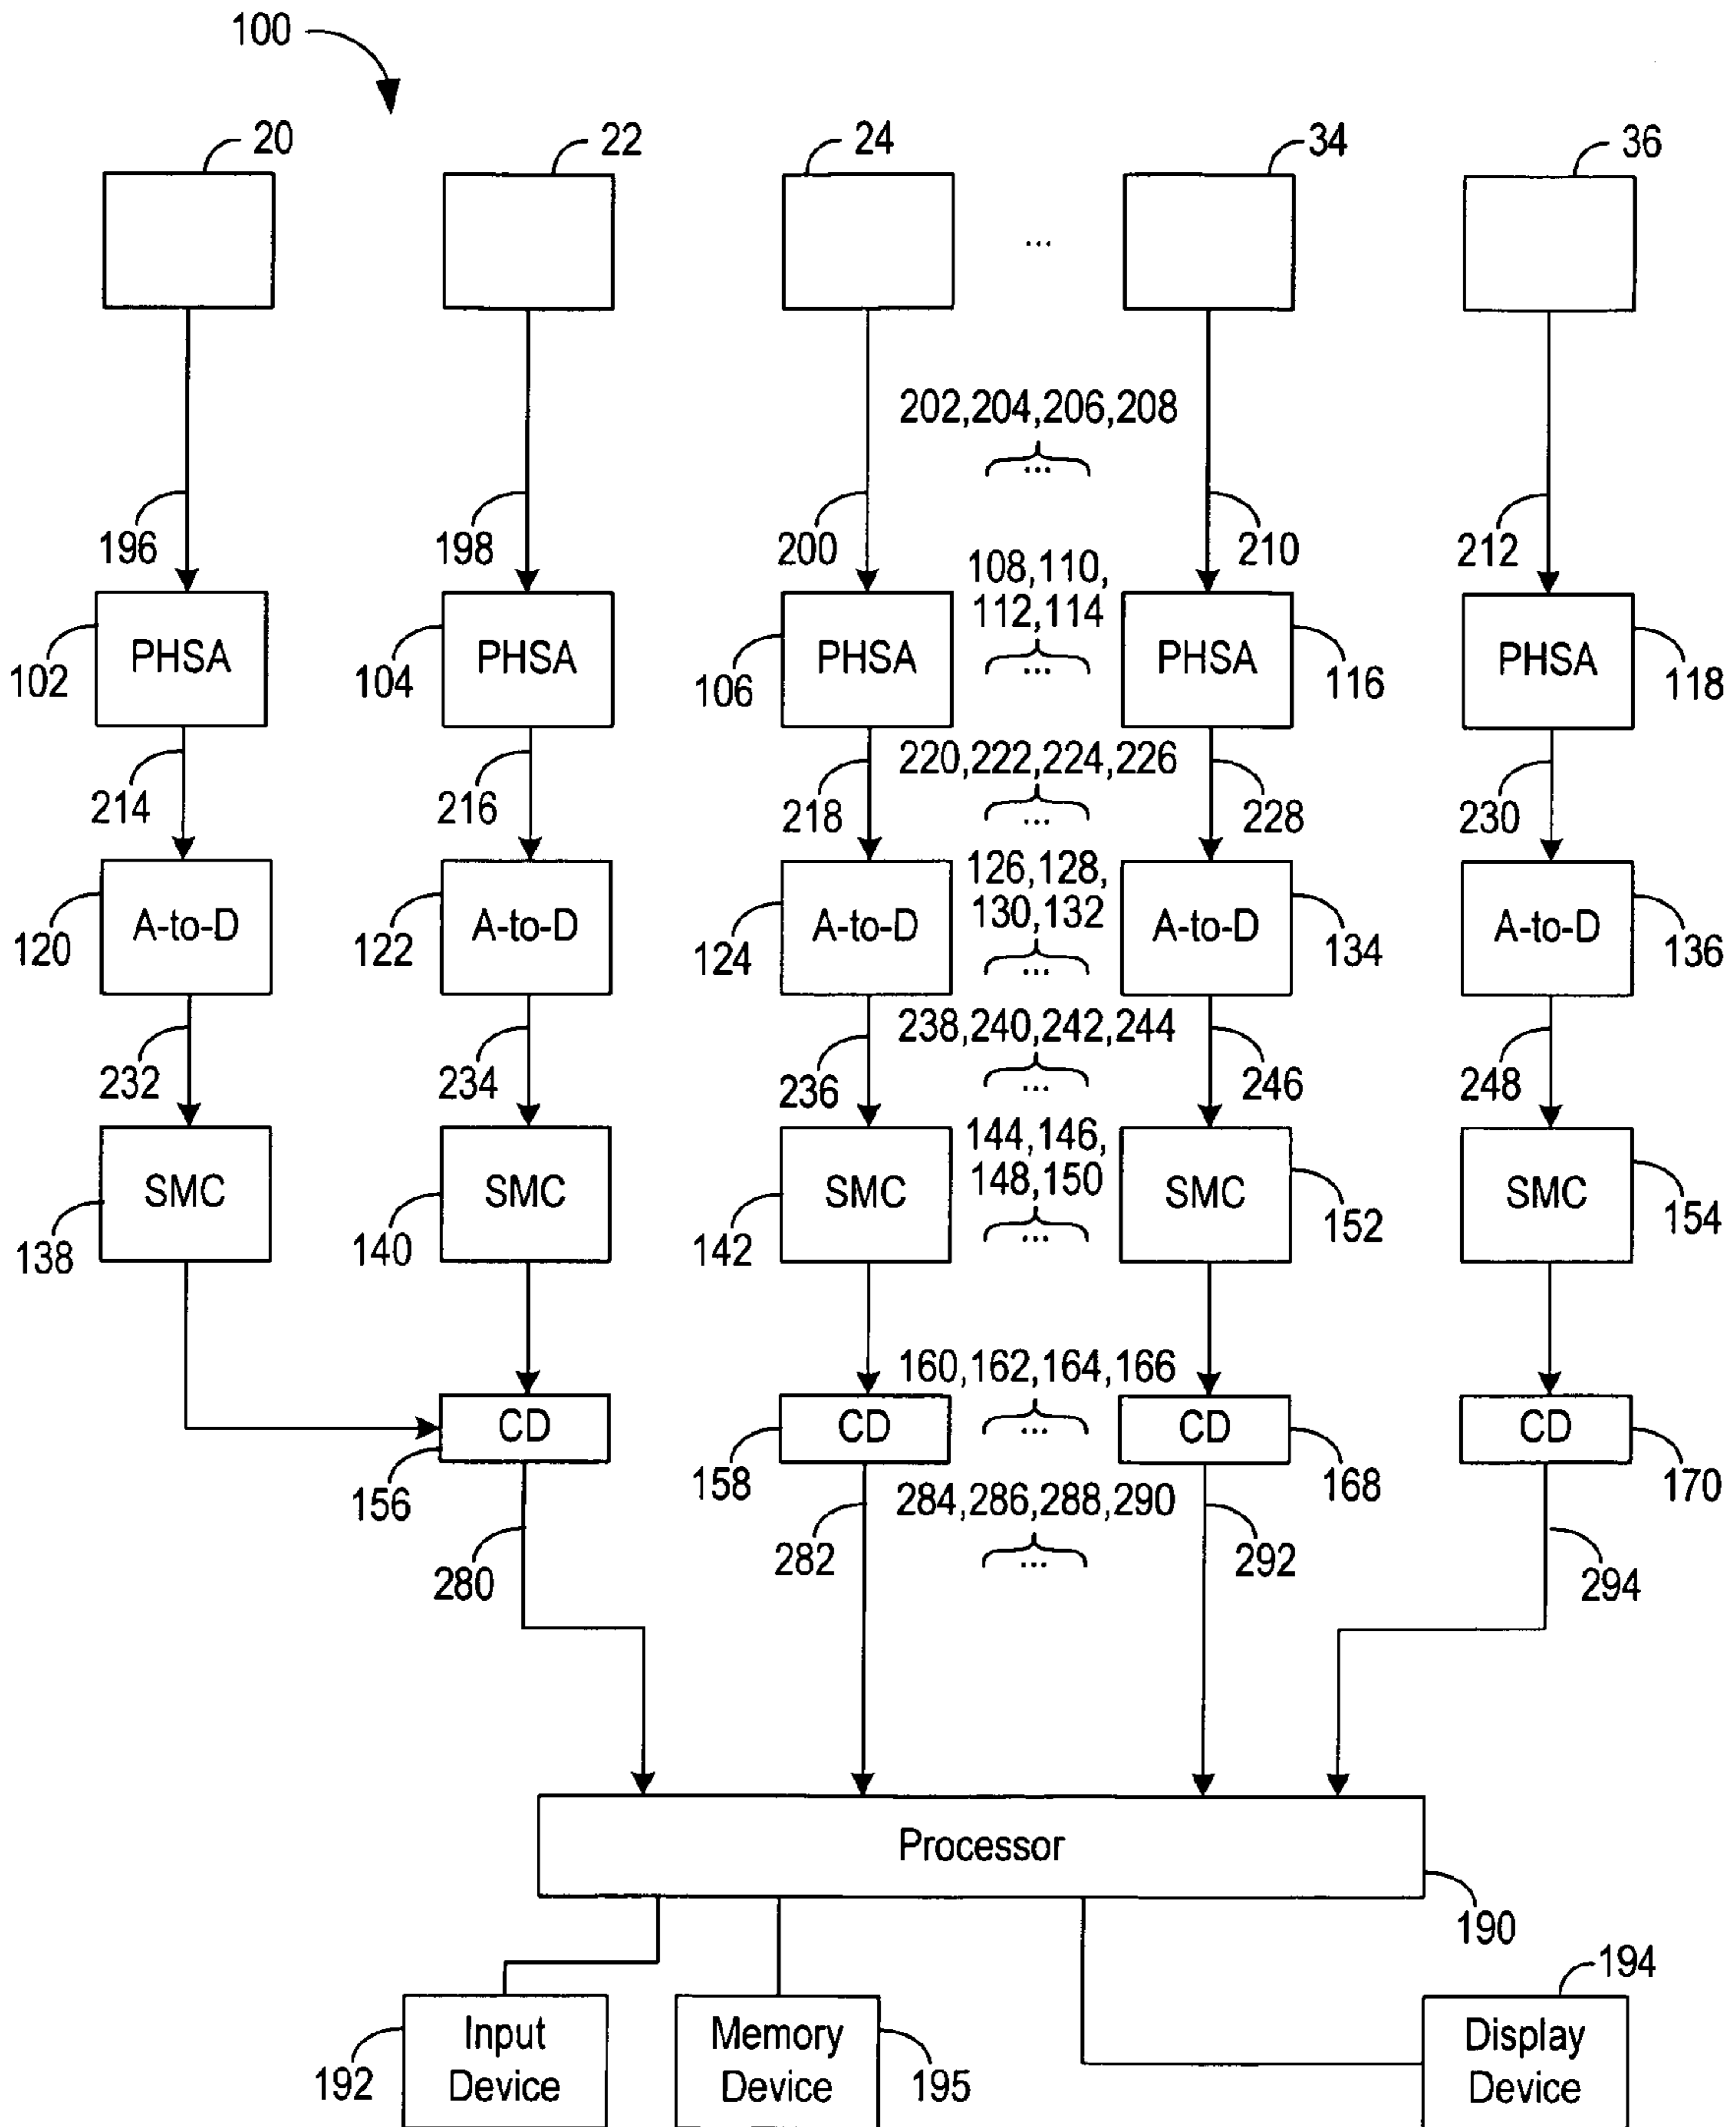 100
20 22 24 34 36
...
202,204,206,208
...
196 198 200 210 212
108,110,
112,114
...
PHSA PHSA PHSA PHSA PHSA
102 104 106 116 118
220,222,224,226
...
214 216 218 228 230
126,128,
130,132
...
A-to-D A-to-D A-to-D A-to-D A-to-D
120 122 124 134 136
238,240,242,244
...
232 234 236 246 248
144,146,
148,150
...
SMC SMC SMC SMC SMC
138 140 142 152 154
160,162,164,166
...
CD CD CD CD
156 158 168 170
284,286,288,290
...
280 282 292 294
Processor
190
194
Input
Device
192
Memory
Device
195
Display
Device